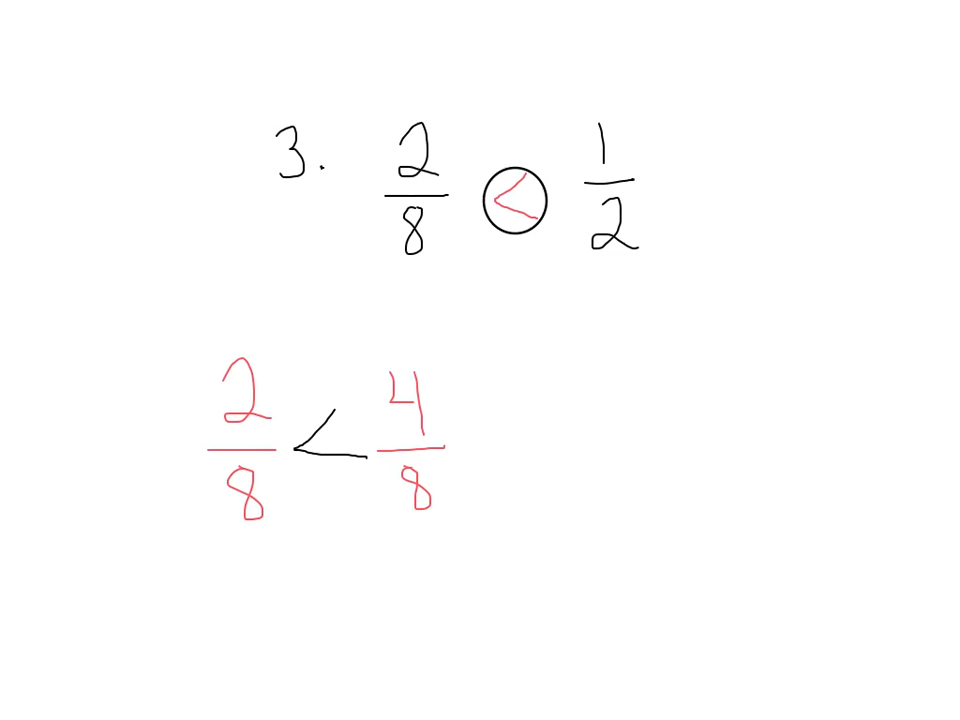 3. 2/8 < 1/2
2/8 < 4/8